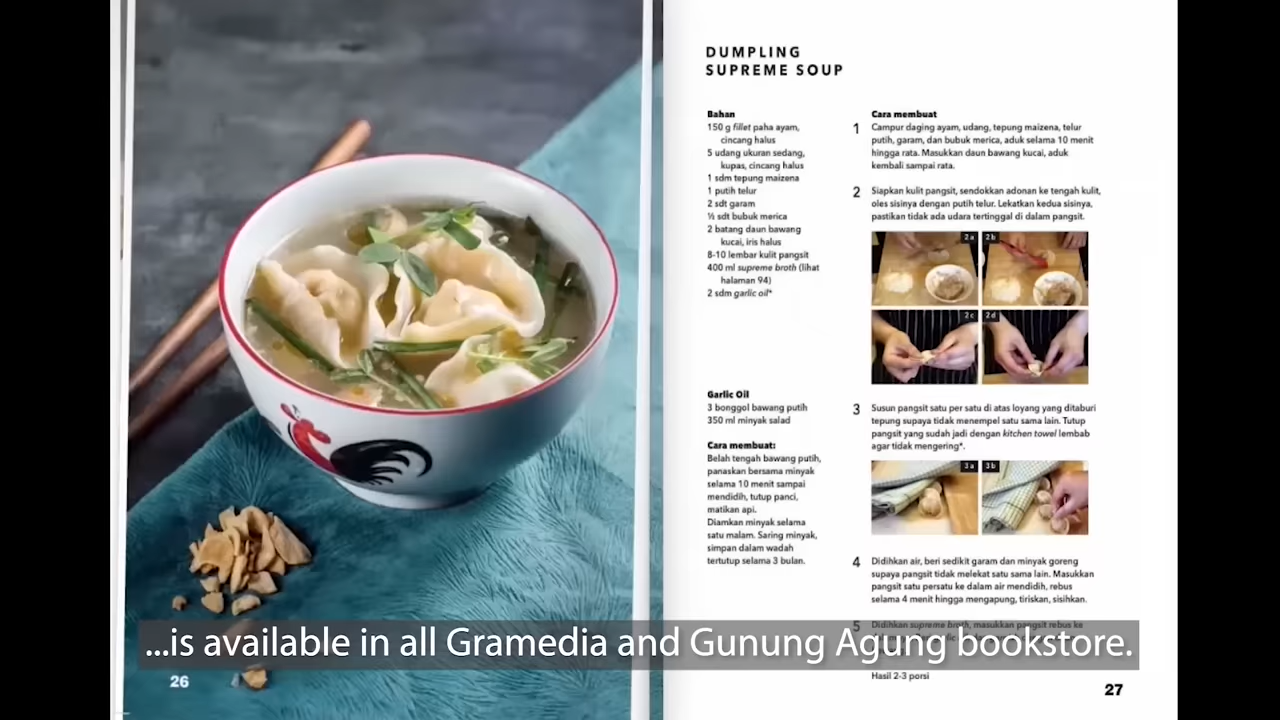 DUMPLING
SUPREME SOUP
Bahan
150 g fillet paha ayam,
cincang halus
5 udang ukuran sedang,
kupas, cincang halus
1 sdm tepung maizena
1 putih telur
2 sdt garam
½ sdt bubuk merica
2 batang daun bawang
kucai, iris halus
8-10 lembar kulit pangsit
400 ml supreme broth (lihat
halaman 94)
2 sdm garlic oil*
Garlic Oil
3 bonggol bawang putih
350 ml minyak salad
Cara membuat:
Belah tengah bawang putih,
panaskan bersama minyak
selama 10 menit sampai
mendidih, tutup panci,
matikan api.
Diamkan minyak selama
satu malam. Saring minyak,
simpan dalam wadah
tertutup selama 3 bulan.
Cara membuat
1 Campur daging ayam, udang, tepung maizena, telur
putih, garam, dan bubuk merica, aduk selama 10 menit
hingga rata. Masukkan daun bawang kucai, aduk
kembali sampai rata.
2 Siapkan kulit pangsit, sendokkan adonan ke tengah kulit,
oles sisinya dengan putih telur. Lekatkan kedua sisinya,
pastikan tidak ada udara tertinggal di dalam pangsit.
2a 2b
2c 2d
3 Susun pangsit satu per satu di atas loyang yang ditaburi
tepung supaya tidak menempel satu sama lain. Tutup
pangsit yang sudah jadi dengan kitchen towel lembab
agar tidak mengering*.
3a 3b
4 Didihkan air, beri sedikit garam dan minyak goreng
supaya pangsit tidak melekat satu sama lain. Masukkan
pangsit satu persatu ke dalam air mendidih, rebus
selama 4 menit hingga mengapung, tiriskan, sisihkan.
5 Didihkan supreme broth, masukkan pangsit rebus ke
...is available in all Gramedia and Gunung Agung bookstore.
Hasil 2-3 porsi
26
27